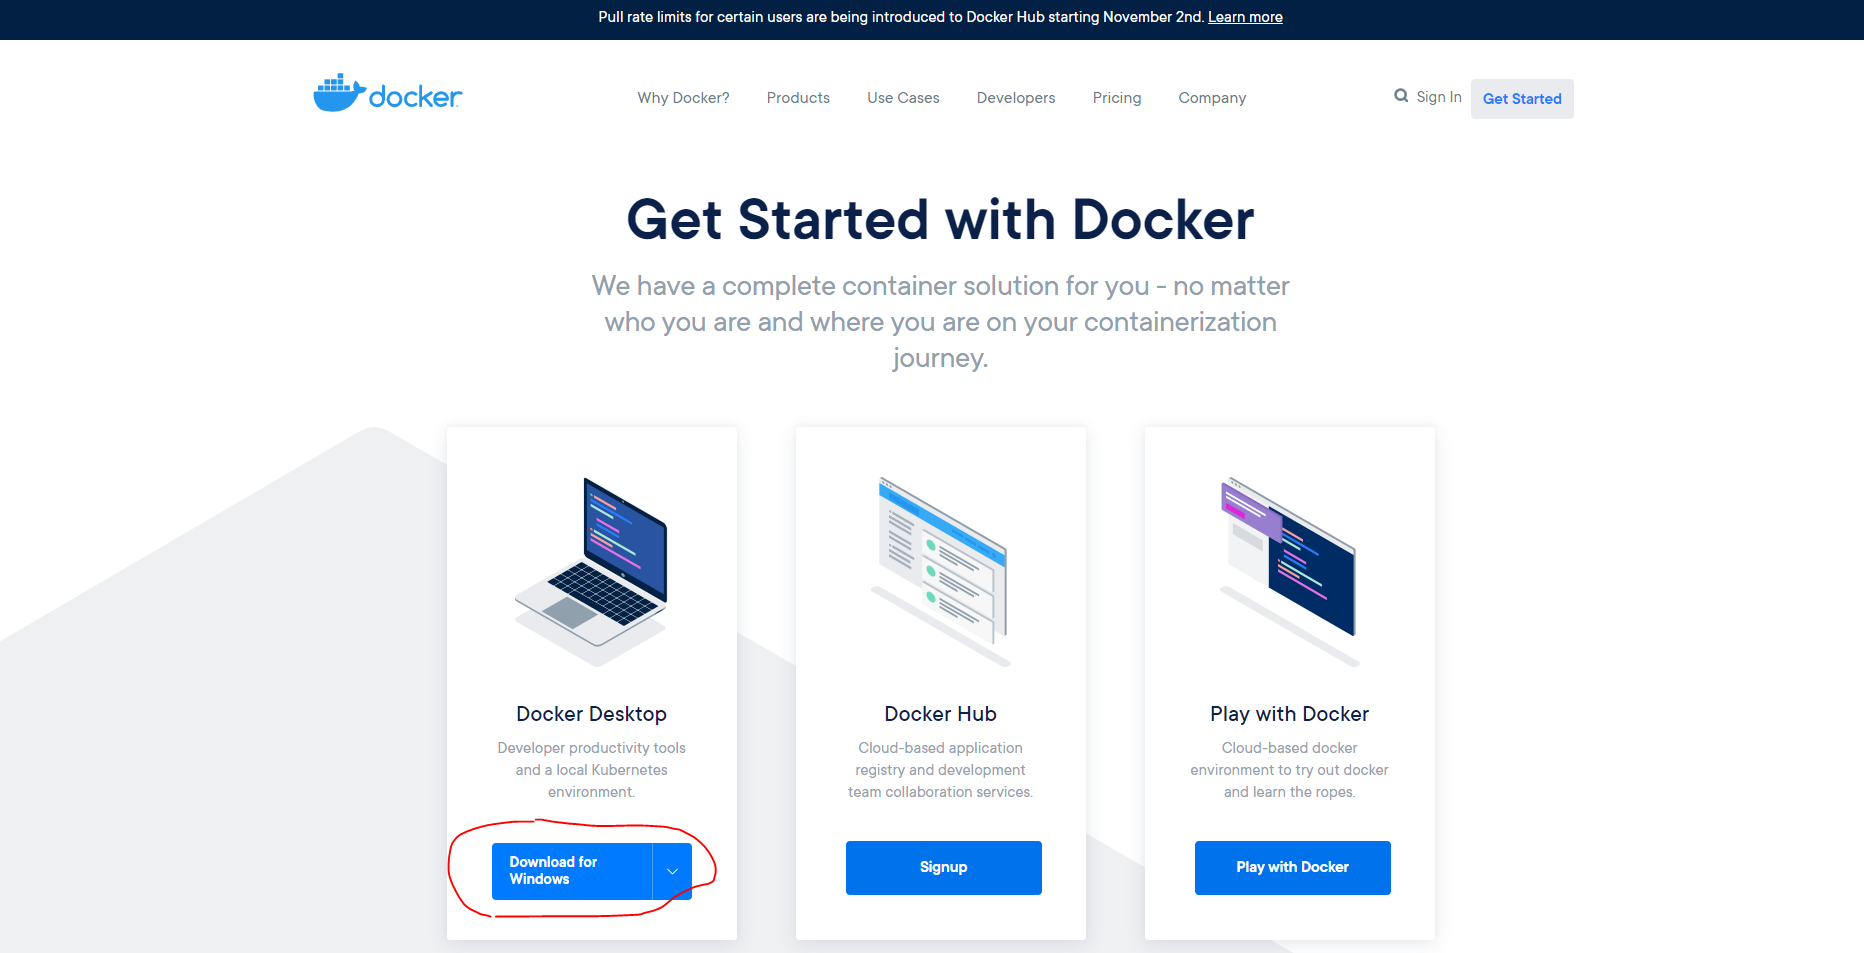 Pull rate limits for certain users are being introduced to Docker Hub starting November 2nd. Learn more
docker
Why Docker? Products Use Cases Developers Pricing Company Sign In Get Started
Get Started with Docker
We have a complete container solution for you - no matter
who you are and where you are on your containerization
journey.
Docker Desktop
Developer productivity tools
and a local Kubernetes
environment.
Download for
Windows
Docker Hub
Cloud-based application
registry and development
team collaboration services.
Signup
Play with Docker
Cloud-based docker
environment to try out docker
and learn the ropes.
Play with Docker